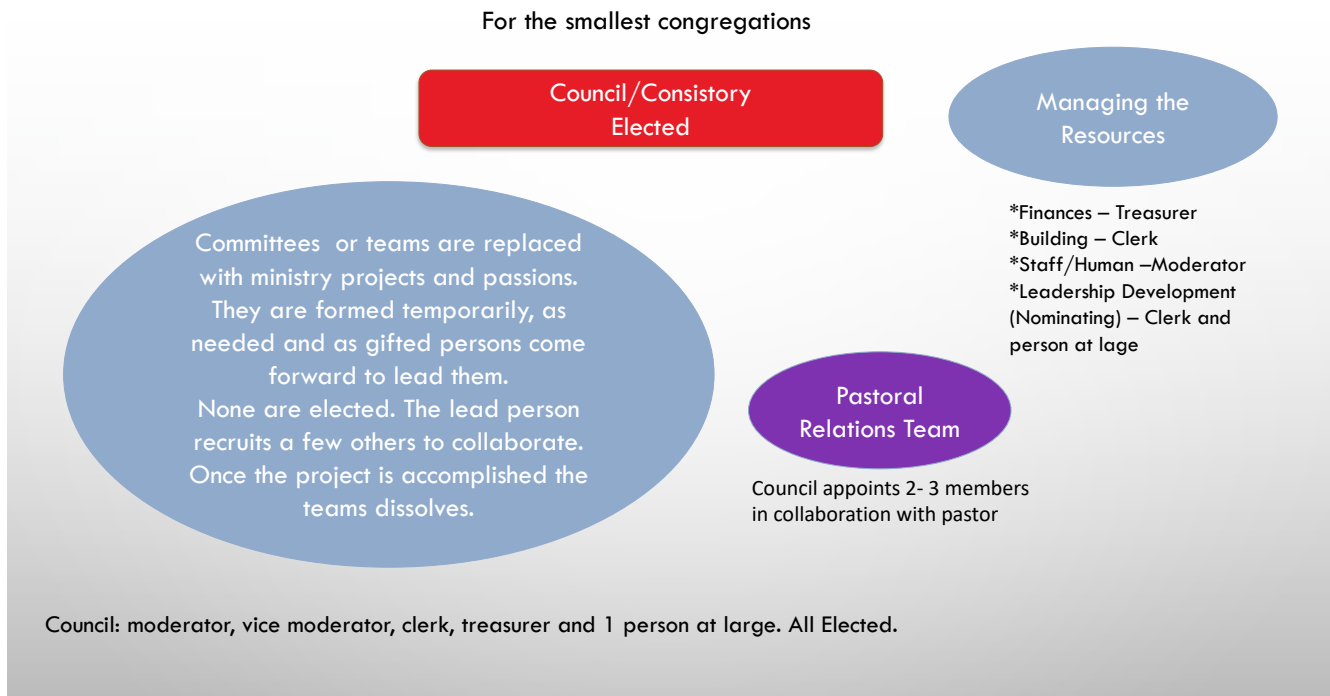 For the smallest congregations
Council/Consistory
Elected
Managing the
Resources
*Finances – Treasurer
*Building – Clerk
*Staff/Human –Moderator
*Leadership Development
(Nominating) – Clerk and
person at lage
Committees  or teams are replaced
with ministry projects and passions.
They are formed temporarily, as
needed and as gifted persons come
forward to lead them.
None are elected. The lead person
recruits a few others to collaborate.
Once the project is accomplished the
teams dissolves.
Pastoral
Relations Team
Council appoints 2- 3 members
in collaboration with pastor
Council: moderator, vice moderator, clerk, treasurer and 1 person at large. All Elected.